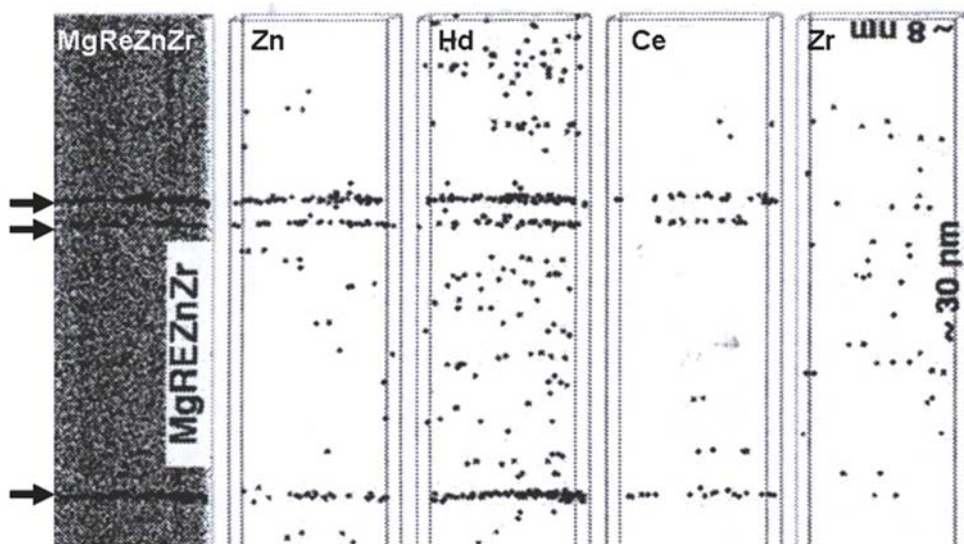 MgReZnZr
Zn
Hd
Ce
Zr
~ 8 nm
MgREZnZr
~ 30 nm